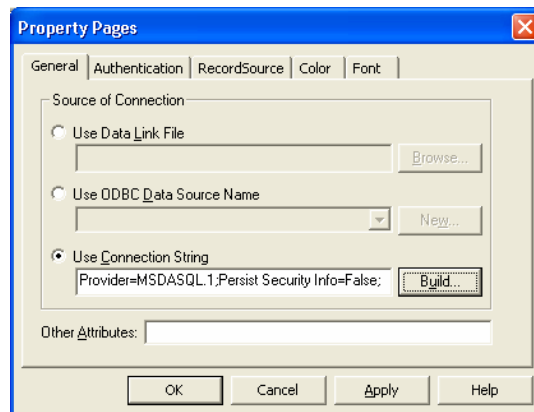 Property Pages
General Authentication RecordSource Color Font
Source of Connection
Use Data Link File
Browse...
Use ODBC Data Source Name
New...
Use Connection String
Provider=MSDASQL.1;Persist Security Info=False;
Build...
Other Attributes:
OK Cancel Apply Help